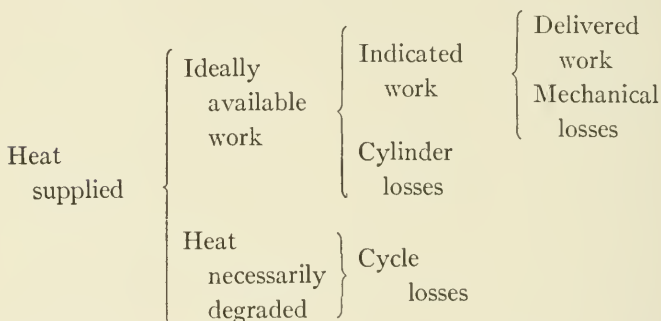 Heat
supplied
Ideally
available
work
Heat
necessarily
degraded
Indicated
work
Cylinder
losses
Cycle
losses
Delivered
work
Mechanical
losses